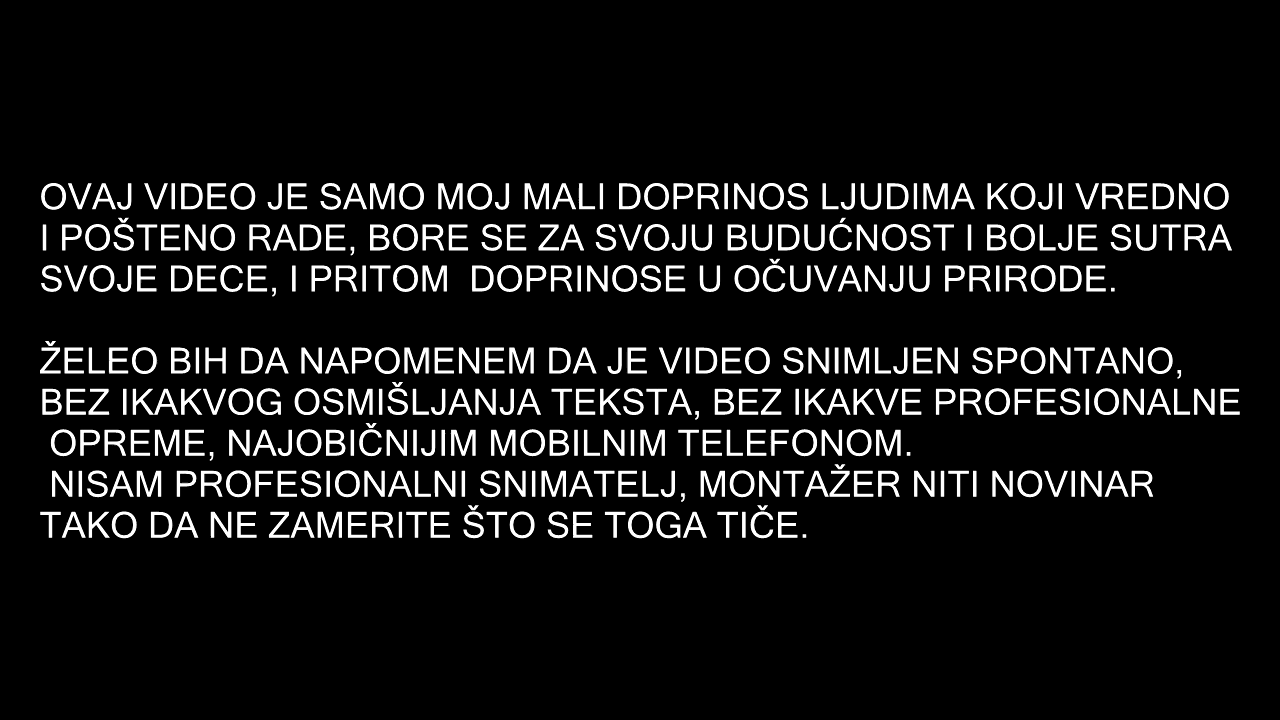 OVAJ VIDEO JE SAMO MOJ MALI DOPRINOS LJUDIMA KOJI VREDNO
I POŠTENO RADE, BORE SE ZA SVOJU BUDUĆNOST I BOLJE SUTRA
SVOJE DECE, I PRITOM  DOPRINOSE U OČUVANJU PRIRODE.

ŽELEO BIH DA NAPOMENEM DA JE VIDEO SNIMLJEN SPONTANO,
BEZ IKAKVOG OSMIŠLJANJA TEKSTA, BEZ IKAKVE PROFESIONALNE
OPREME, NAJOBIČNIJIM MOBILNIM TELEFONOM.
NISAM PROFESIONALNI SNIMATELJ, MONTAŽER NITI NOVINAR
TAKO DA NE ZAMERITE ŠTO SE TOGA TIČE.